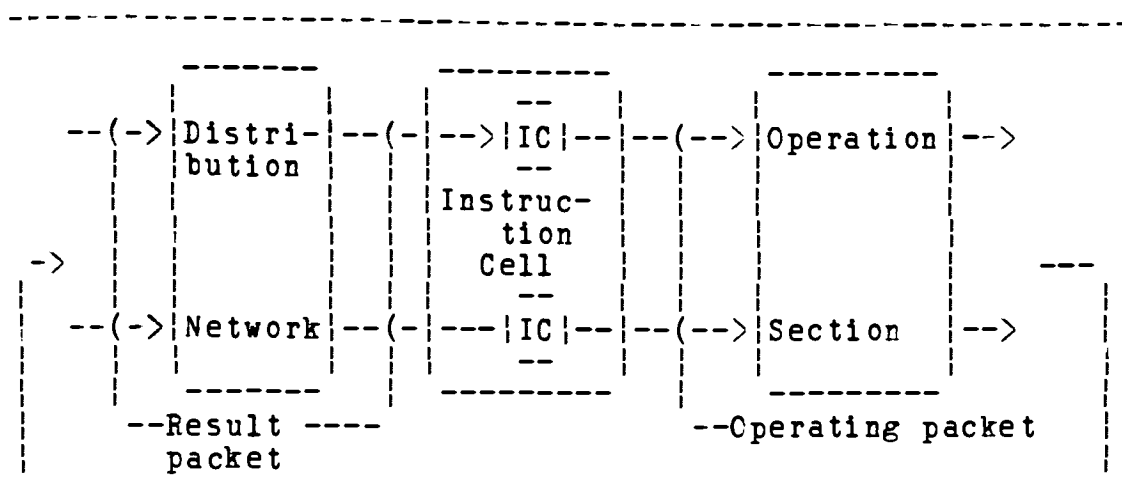 Distri- IC Operation
bution
Instruc-
tion
Cell
Network IC Section
Result
packet
Operating packet